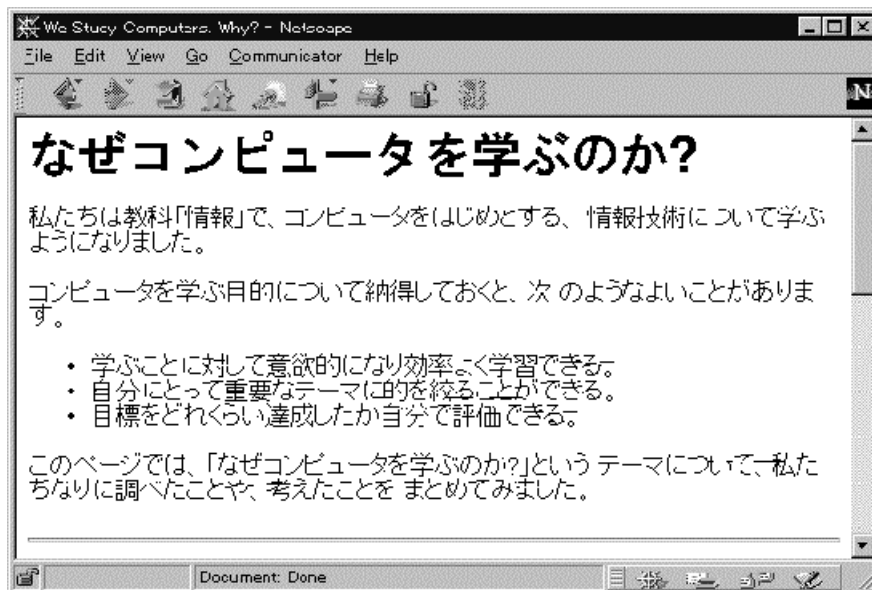 We Study Computers. Why? - Netscape
File Edit View Go Communicator Help
N
なぜコンピュータを学ぶのか?
私たちは教科「情報」で、コンピュータをはじめとする、 情報技術について学ぶ
ようになりました。
コンピュータを学ぶ目的について納得しておくと、次 のようなよいことがありま
す。
• 学ぶことに対して意欲的になり効率よく学習できる。
• 自分にとって重要なテーマに的を絞ることができる。
• 目標をどれくらい達成したか自分で評価できる。
このページでは、「なぜコンピュータを学ぶのか?」という テーマについて、私た
ちなりに調べたことや、考えたことを まとめてみました。
Document: Done